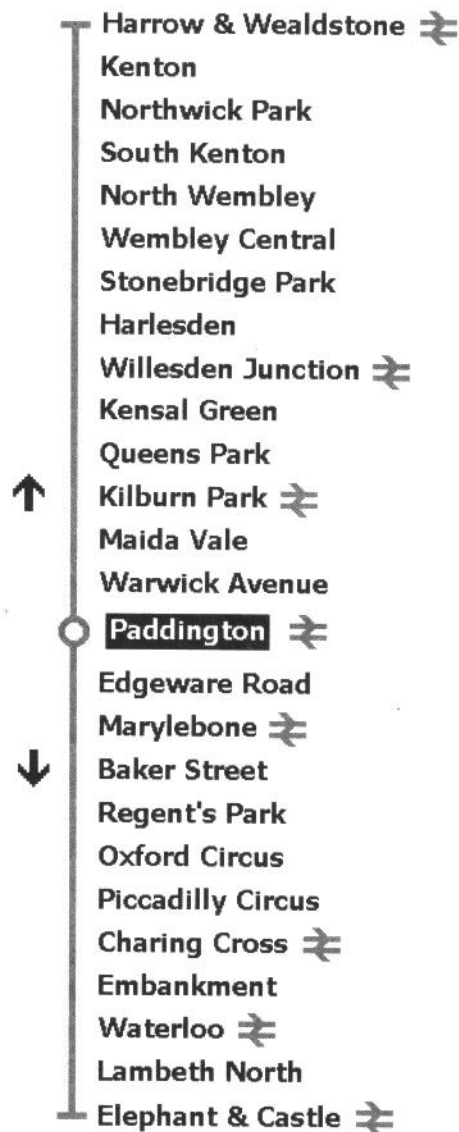 Harrow & Wealdstone
Kenton
Northwick Park
South Kenton
North Wembley
Wembley Central
Stonebridge Park
Harlesden
Willesden Junction
Kensal Green
Queens Park
Kilburn Park
Maida Vale
Warwick Avenue
Paddington
Edgeware Road
Marylebone
Baker Street
Regent's Park
Oxford Circus
Piccadilly Circus
Charing Cross
Embankment
Waterloo
Lambeth North
Elephant & Castle